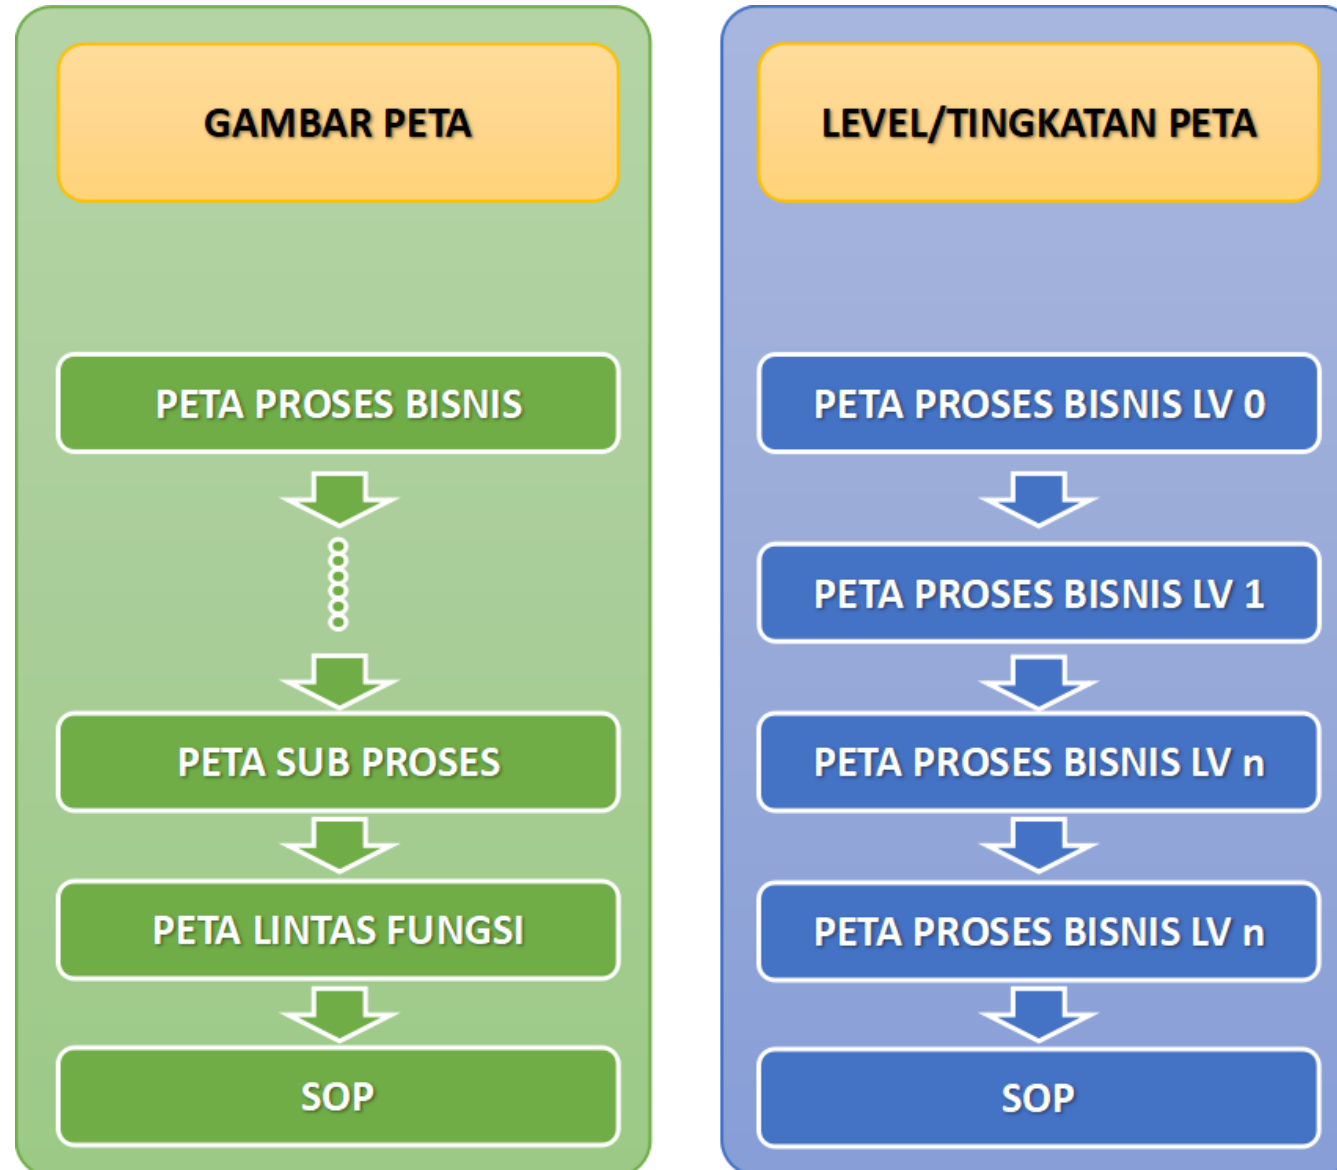 GAMBAR PETA
PETA PROSES BISNIS
PETA SUB PROSES
PETA LINTAS FUNGSI
SOP
LEVEL/TINGKATAN PETA
PETA PROSES BISNIS LV 0
PETA PROSES BISNIS LV 1
PETA PROSES BISNIS LV n
PETA PROSES BISNIS LV n
SOP